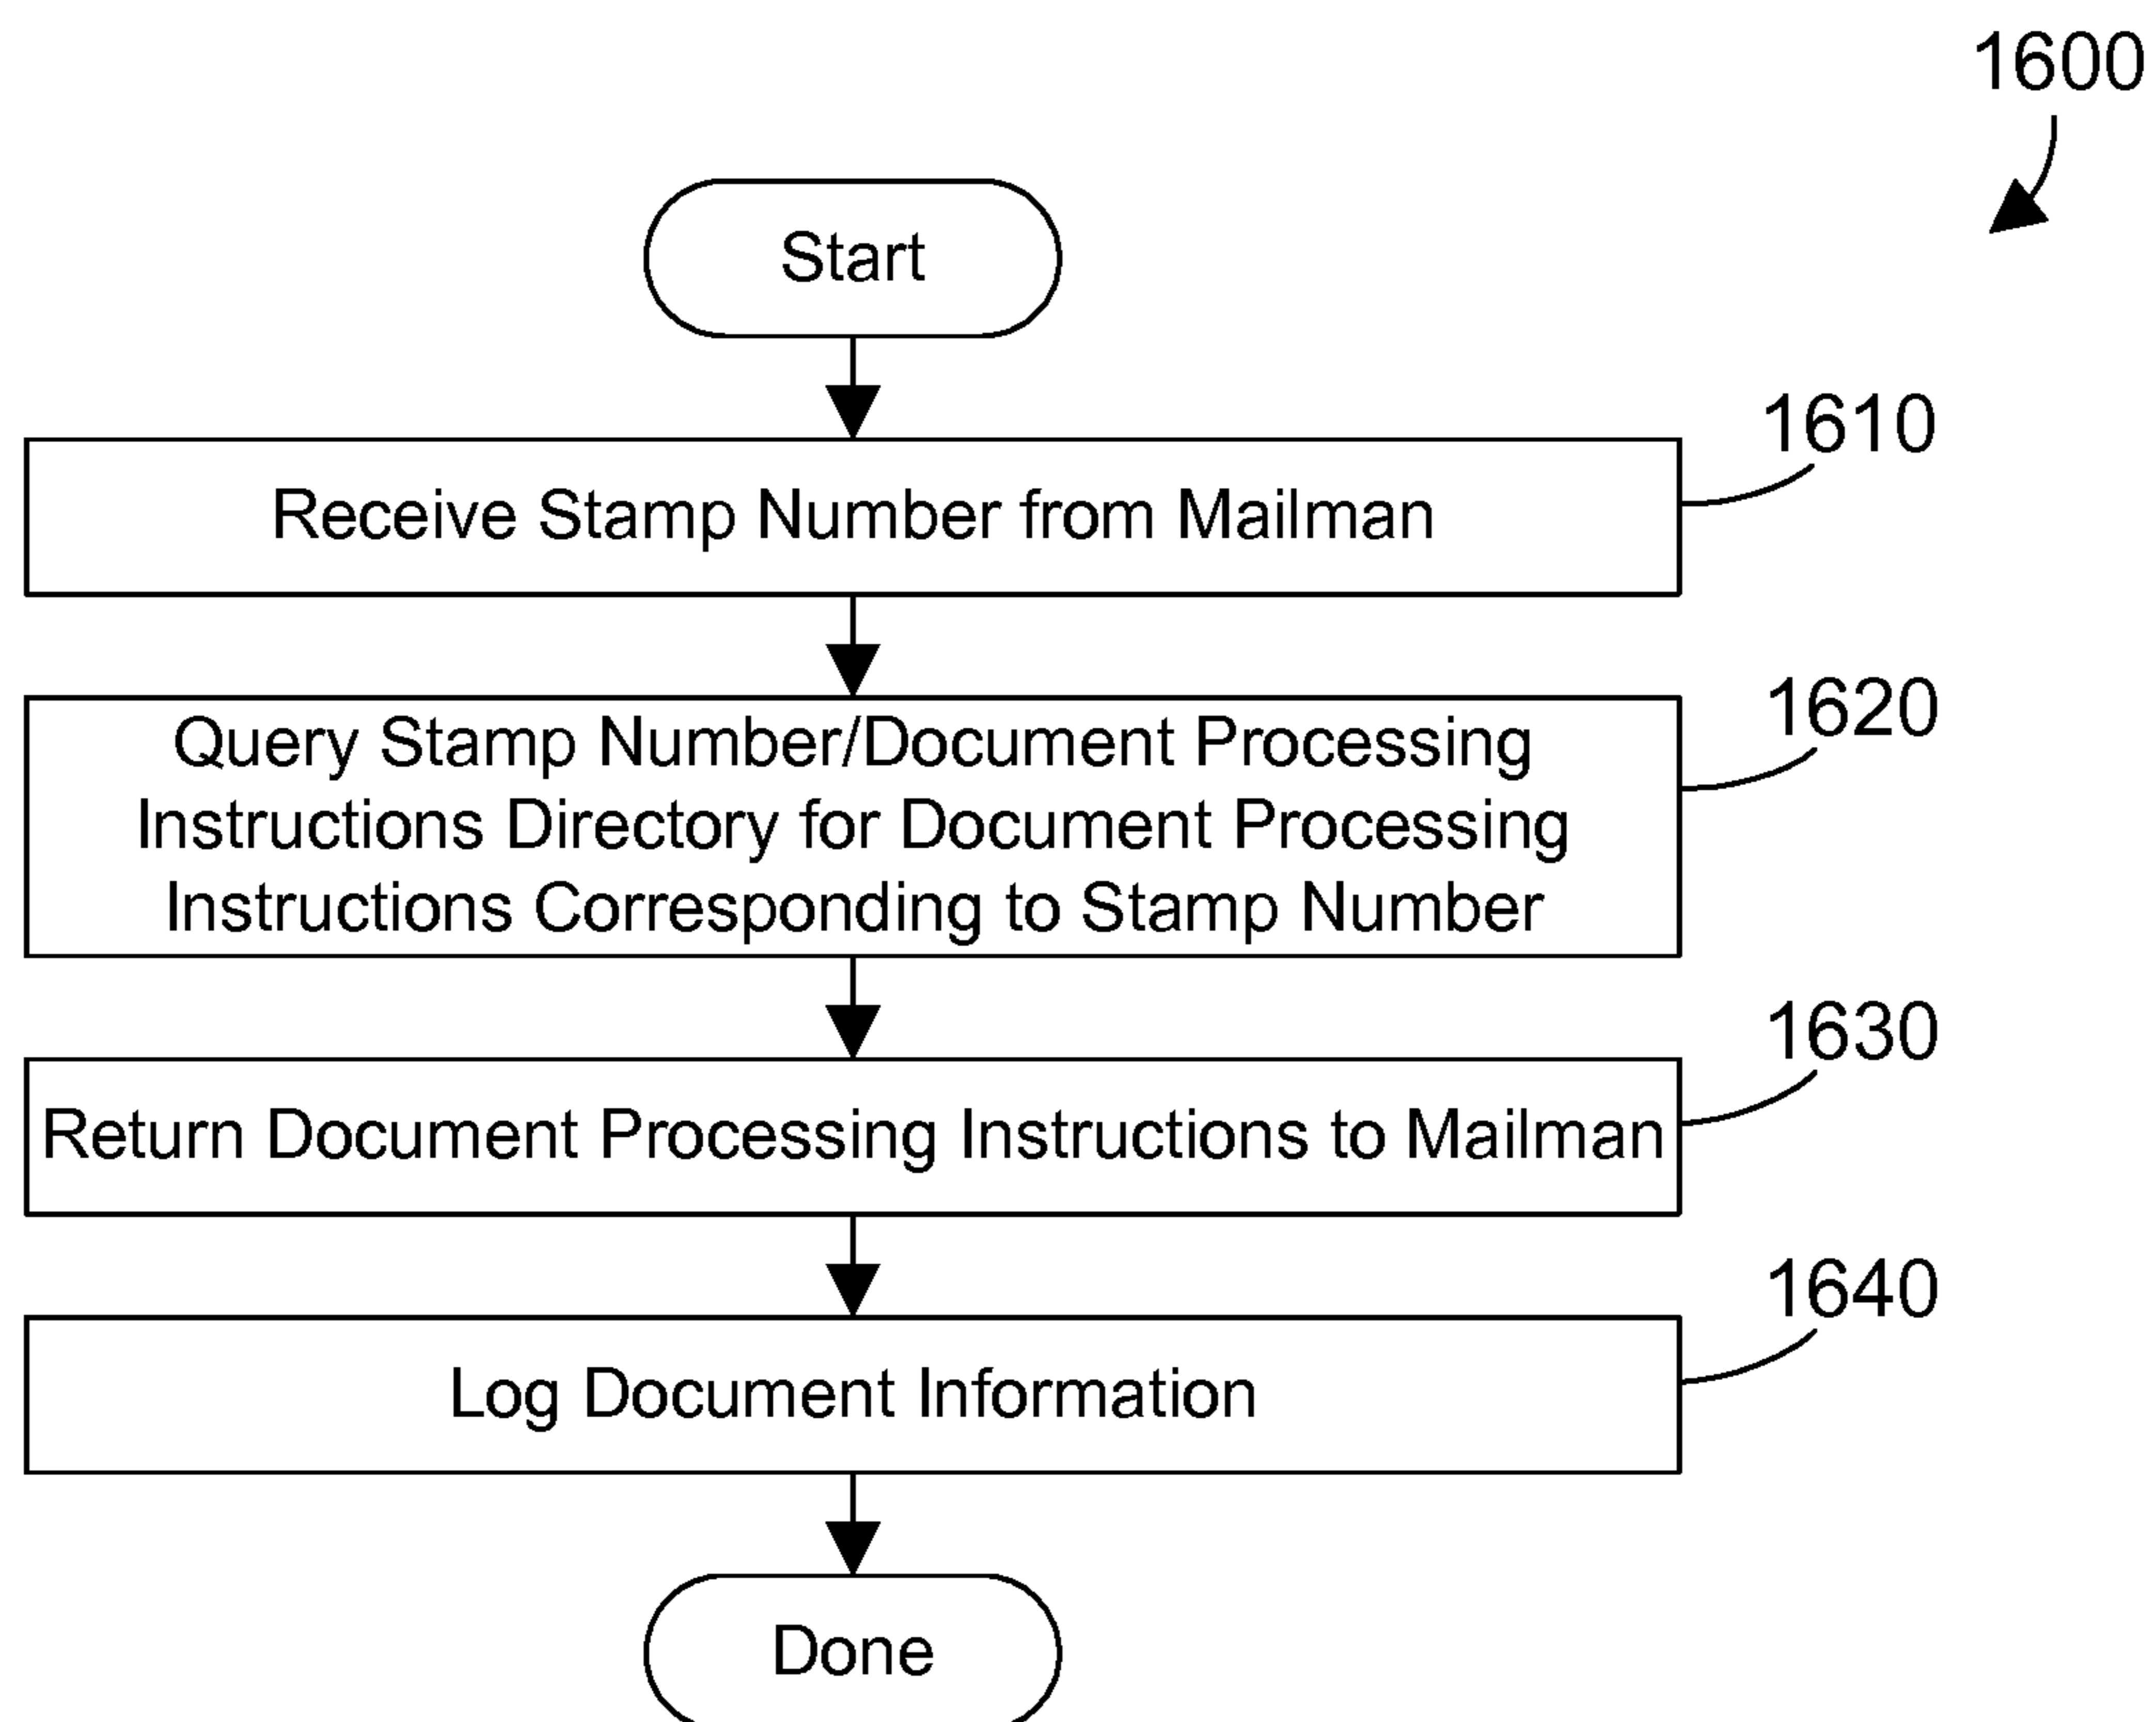 1600
Start
1610
Receive Stamp Number from Mailman
1620
Query Stamp Number/Document Processing
Instructions Directory for Document Processing
Instructions Corresponding to Stamp Number
1630
Return Document Processing Instructions to Mailman
1640
Log Document Information
Done